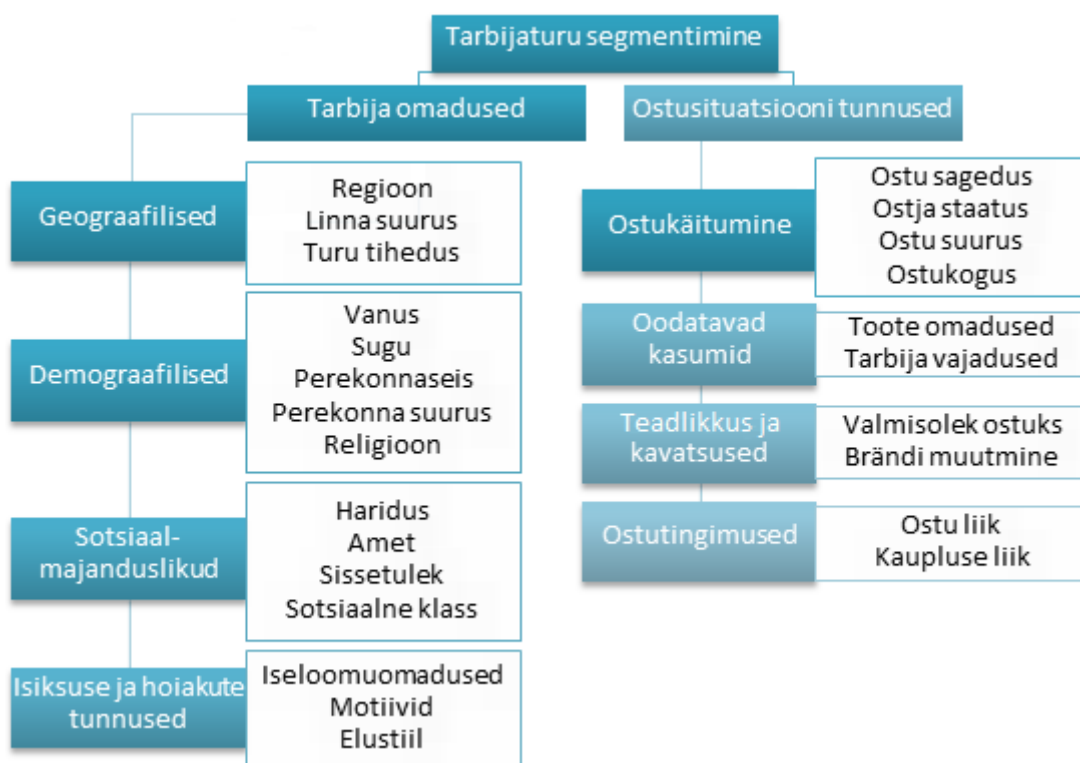 Tarbijaturu segmentimine
Tarbija omadused
Geograafilised
Regioon
Linna suurus
Turu tihedus
Demograafilised
Vanus
Sugu
Perekonnaseis
Perekonna suurus
Religioon
Sotsiaal-
majanduslikud
Haridus
Amet
Sissetulek
Sotsiaalne klass
Isiksuse ja hoiakute
tunnused
Iseloomuomadused
Motiivid
Elustiil
Ostusituatsiooni tunnused
Ostukäitumine
Ostu sagedus
Ostja staatus
Ostu suurus
Ostukogus
Oodatavad
kasumid
Toote omadused
Tarbija vajadused
Teadlikkus ja
kavatsused
Valmisolek ostuks
Brändi muutmine
Ostutingimused
Ostu liik
Kaupluse liik